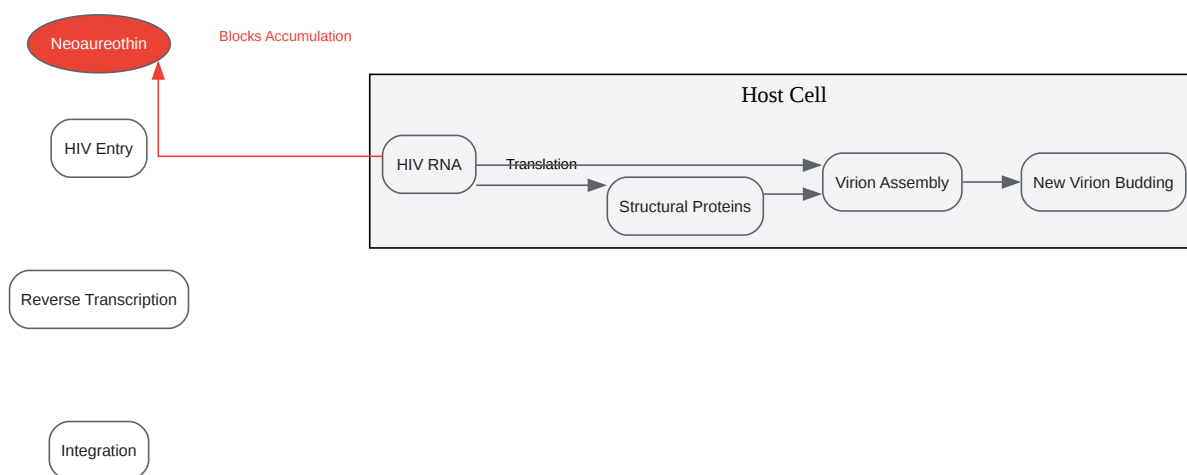 Neoaureothin
Blocks Accumulation
Host Cell
HIV Entry
HIV RNA
Translation
Virion Assembly
New Virion Budding
Structural Proteins
Reverse Transcription
Integration